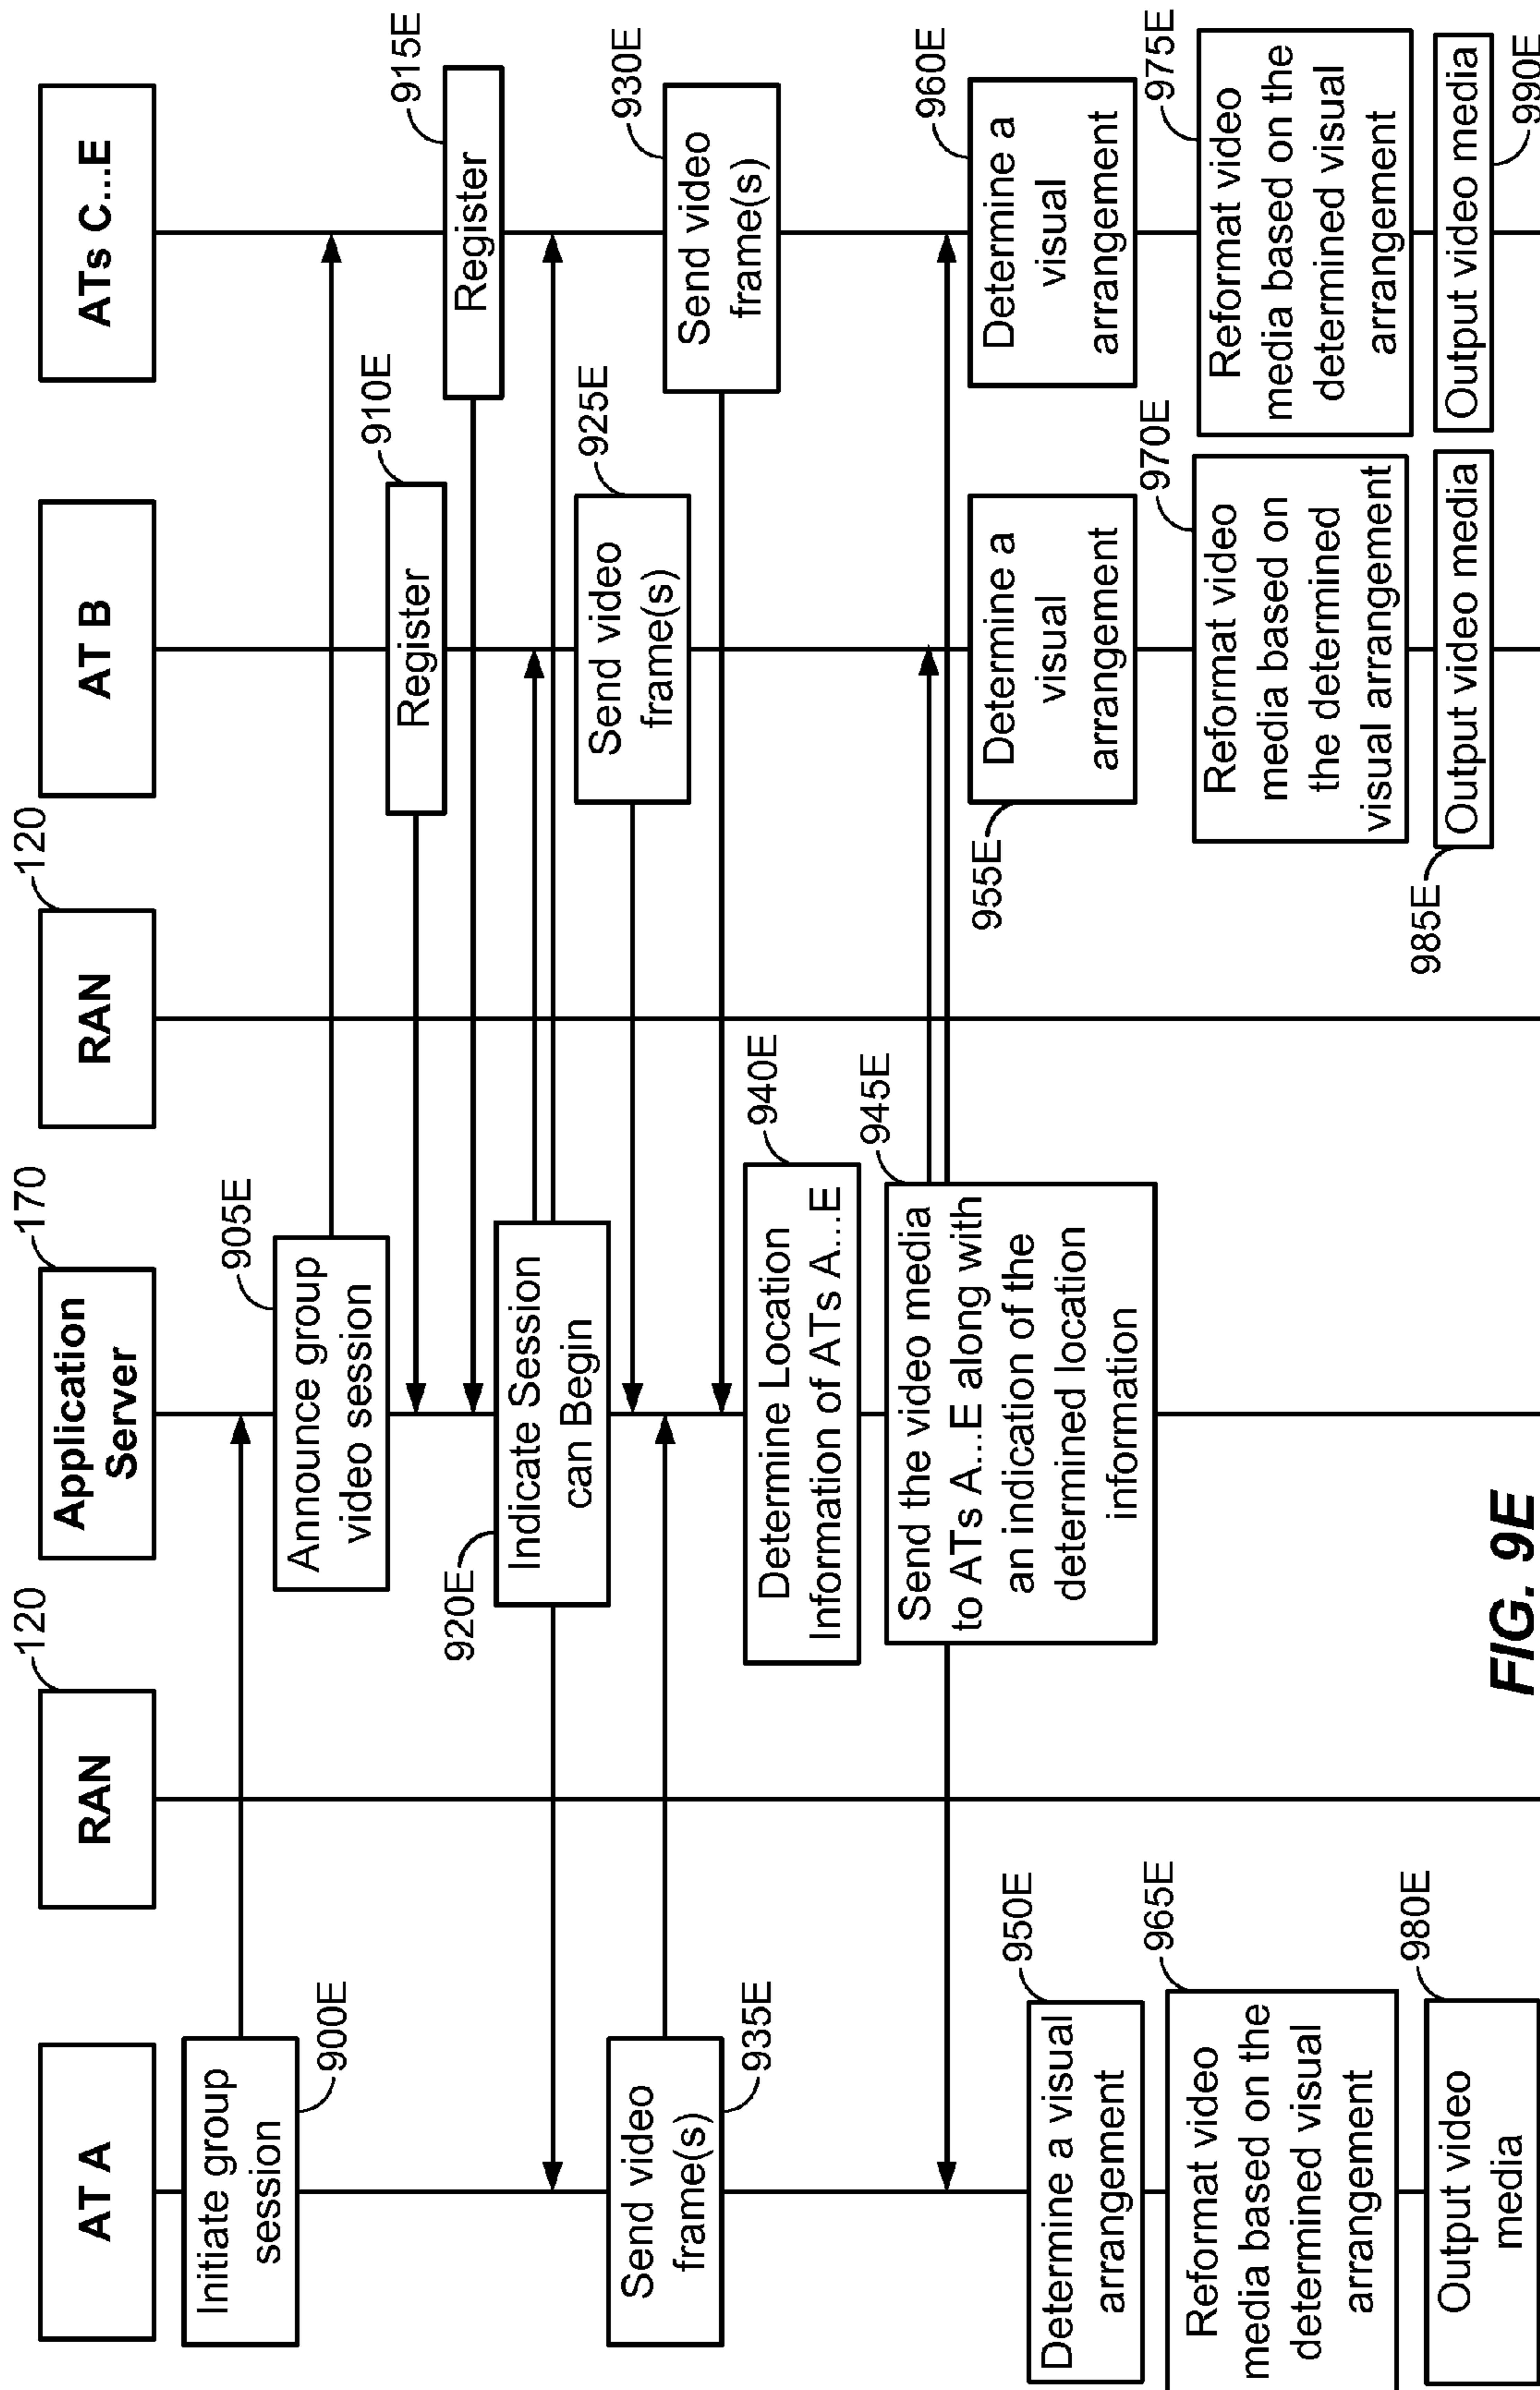 AT A
RAN
120
Application
Server
170
RAN
120
AT B
ATs C...E
Initiate group
session
900E
Announce group
video session
905E
Register
910E
Register
915E
Indicate Session
can Begin
920E
Send video
frame(s)
925E
Send video
frame(s)
930E
Send video
frame(s)
935E
Determine Location
Information of ATs A...E
940E
Send the video media
to ATs A...E along with
an indication of the
determined location
information
945E
Determine a visual
arrangement
950E
Determine a
visual
arrangement
955E
Determine a
visual
arrangement
960E
Reformat video
media based on the
determined visual
arrangement
965E
Reformat video
media based on
the determined
visual arrangement
970E
Reformat video
media based on the
determined visual
arrangement
975E
Output video
media
980E
Output video media
985E
Output video media
990E
FIG. 9E